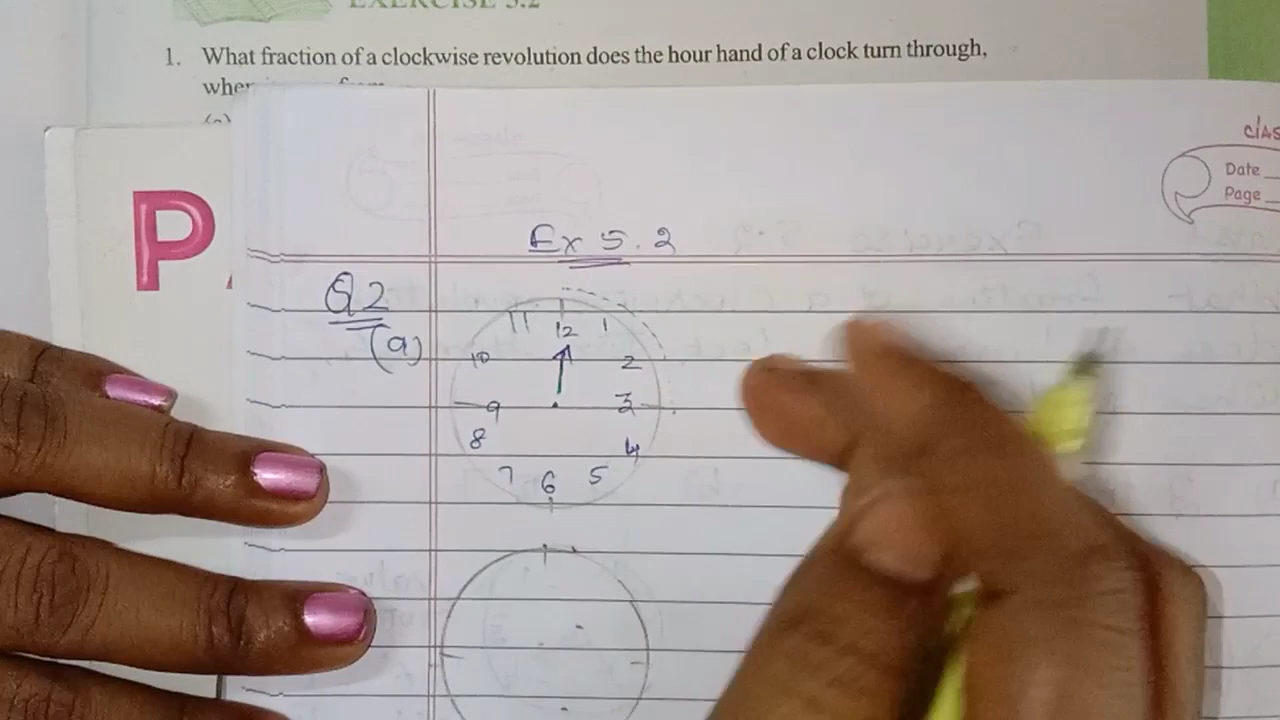 EXERCISE 5.2
1. What fraction of a clockwise revolution does the hour hand of a clock turn through,
P
Date
Page
Ex 5.2
Q2
(a)
11 12 1
10 2
9 3
8 4
7 6 5